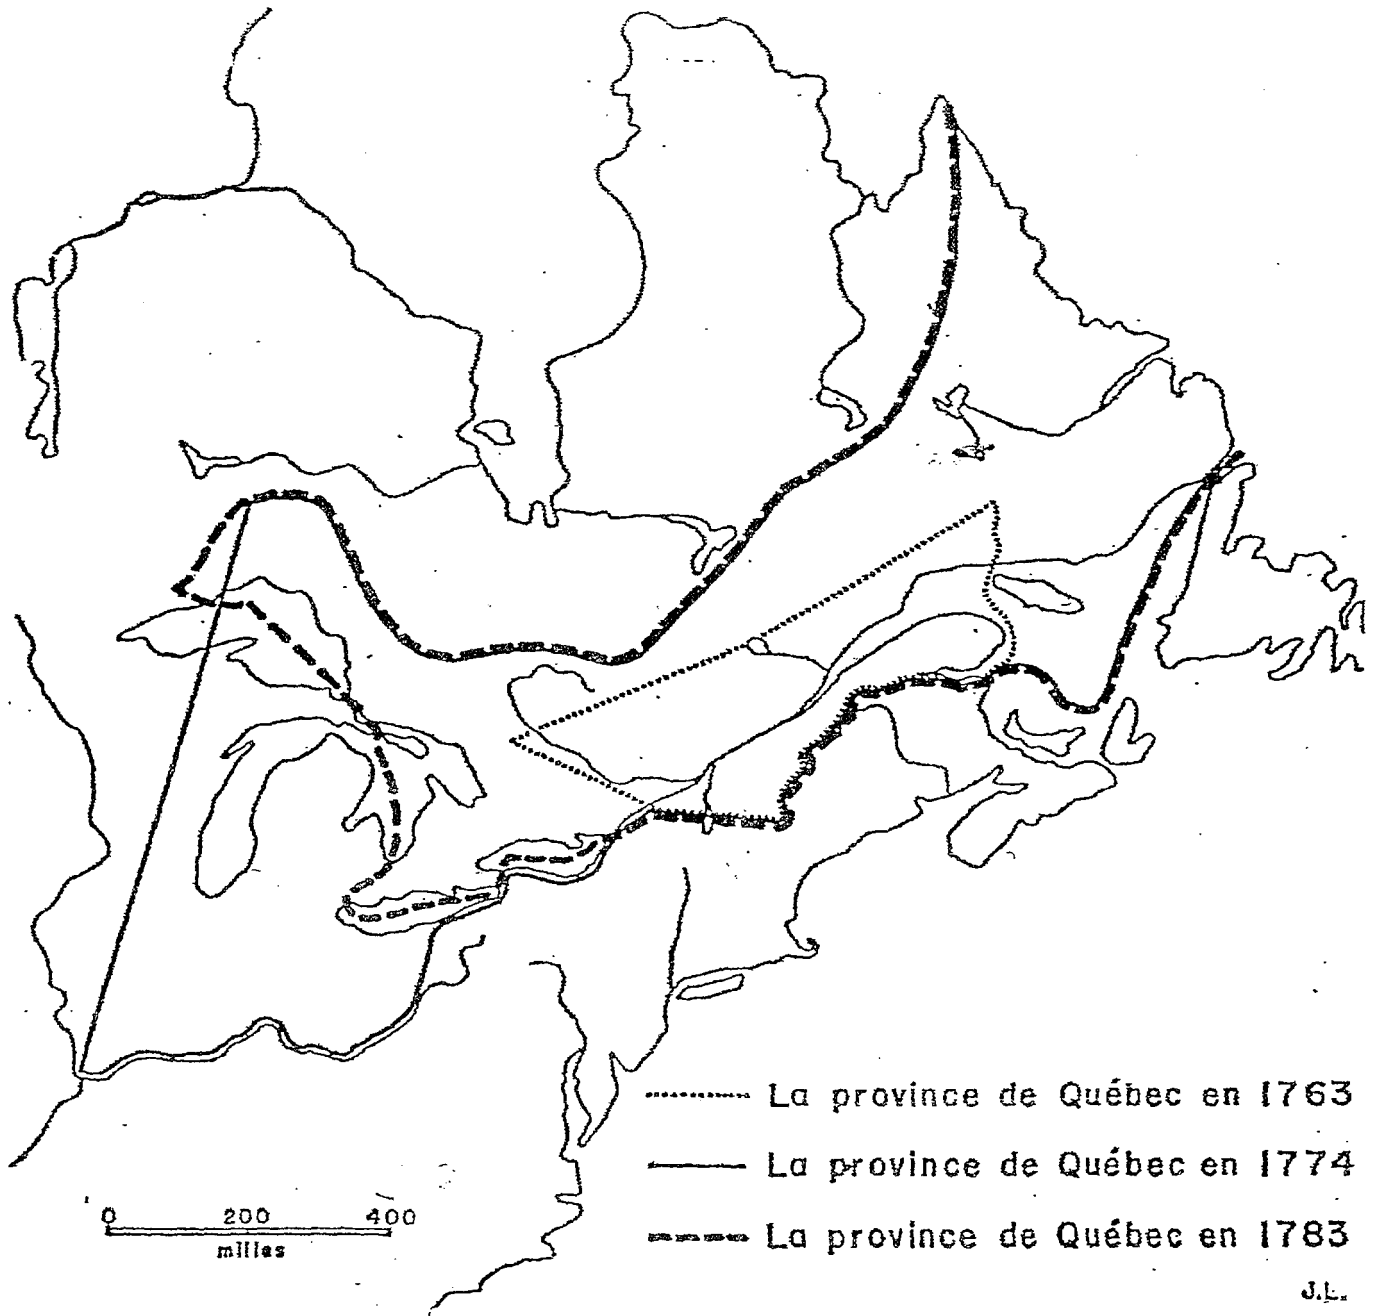 La province de Québec en 1763
La province de Québec en 1774
La province de Québec en 1783
0 200 400
milles
J.L.